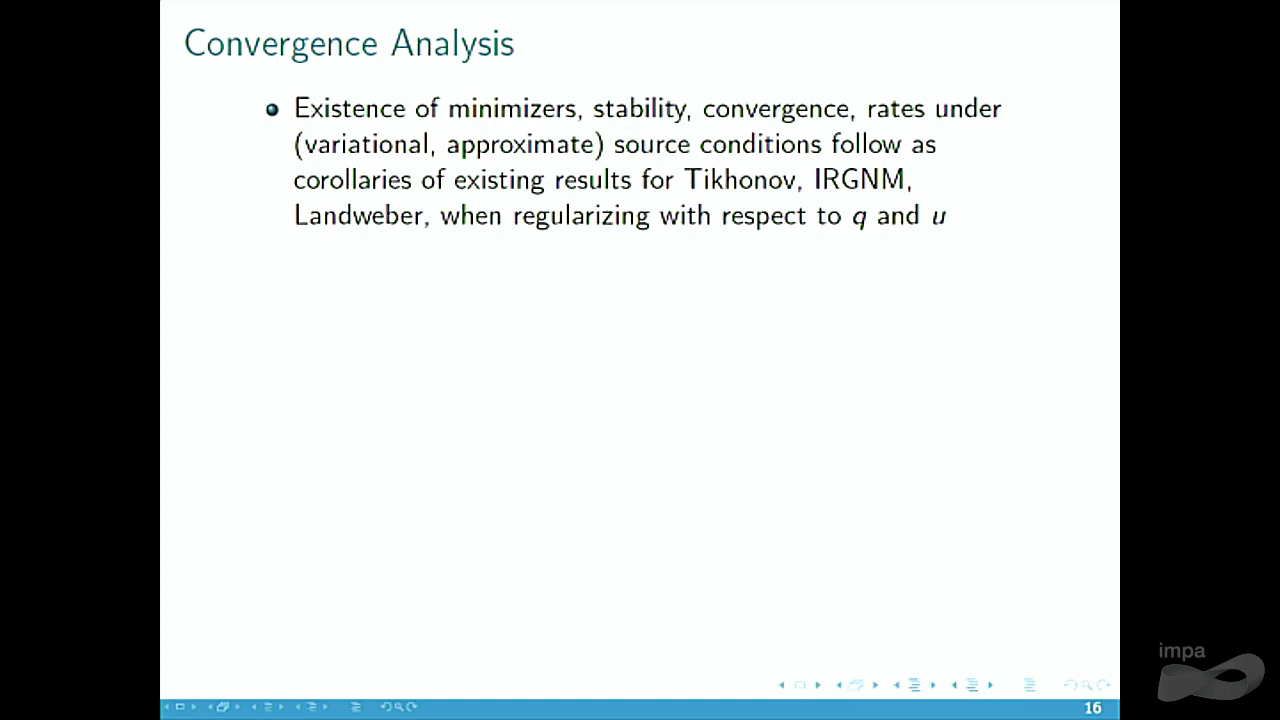 Convergence Analysis
Existence of minimizers, stability, convergence, rates under
(variational, approximate) source conditions follow as
corollaries of existing results for Tikhonov, IRGNM,
Landweber, when regularizing with respect to q and u
impa
16